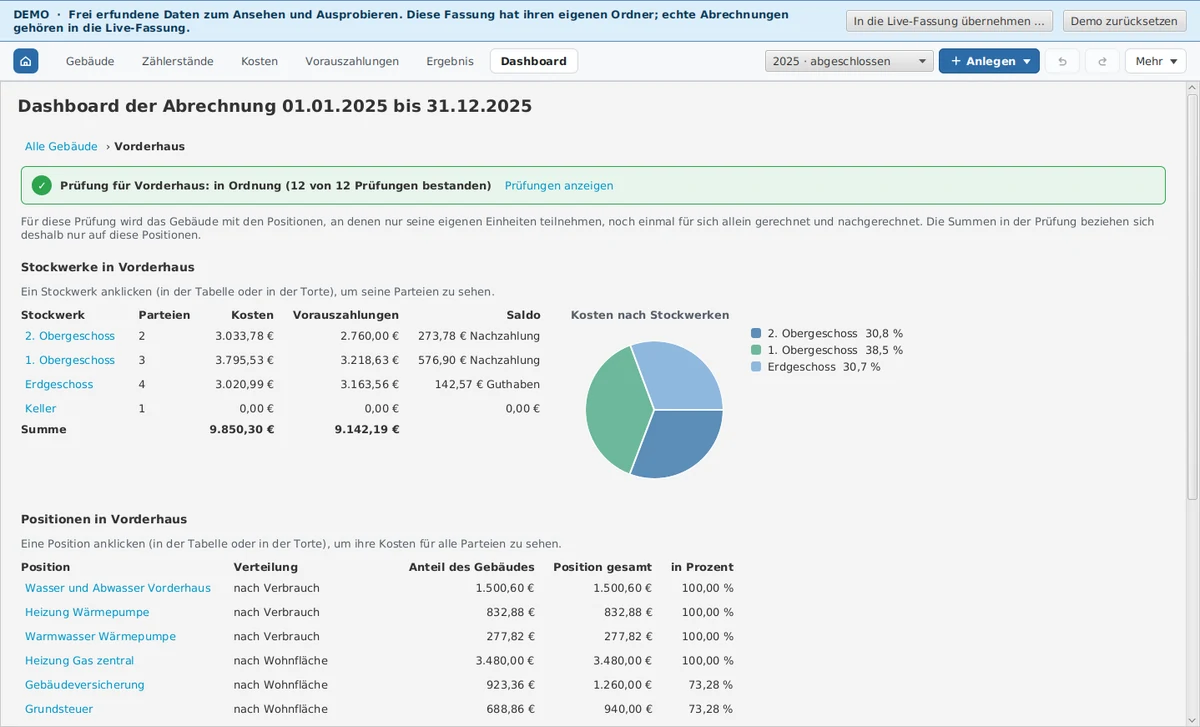 DEMO · Frei erfundene Daten zum Ansehen und Ausprobieren. Diese Fassung hat ihren eigenen Ordner; echte Abrechnungen
gehören in die Live-Fassung.
In die Live-Fassung übernehmen ...
Demo zurücksetzen
Gebäude Zählerstände Kosten Vorauszahlungen Ergebnis Dashboard
2025 · abgeschlossen
+ Anlegen
Mehr
Dashboard der Abrechnung 01.01.2025 bis 31.12.2025
Alle Gebäude › Vorderhaus
Prüfung für Vorderhaus: in Ordnung (12 von 12 Prüfungen bestanden) Prüfungen anzeigen
Für diese Prüfung wird das Gebäude mit den Positionen, an denen nur seine eigenen Einheiten teilnehmen, noch einmal für sich allein gerechnet und nachgerechnet. Die Summen in der Prüfung beziehen sich
deshalb nur auf diese Positionen.
Stockwerke in Vorderhaus
Ein Stockwerk anklicken (in der Tabelle oder in der Torte), um seine Parteien zu sehen.
Stockwerk Parteien Kosten Vorauszahlungen Saldo
2. Obergeschoss 2 3.033,78 € 2.760,00 € 273,78 € Nachzahlung
1. Obergeschoss 3 3.795,53 € 3.218,63 € 576,90 € Nachzahlung
Erdgeschoss 4 3.020,99 € 3.163,56 € 142,57 € Guthaben
Keller 1 0,00 € 0,00 € 0,00 €
Summe 9.850,30 € 9.142,19 €
Kosten nach Stockwerken
2. Obergeschoss 30,8 %
1. Obergeschoss 38,5 %
Erdgeschoss 30,7 %
Positionen in Vorderhaus
Eine Position anklicken (in der Tabelle oder in der Torte), um ihre Kosten für alle Parteien zu sehen.
Position Verteilung Anteil des Gebäudes Position gesamt in Prozent
Wasser und Abwasser Vorderhaus nach Verbrauch 1.500,60 € 1.500,60 € 100,00 %
Heizung Wärmepumpe nach Verbrauch 832,88 € 832,88 € 100,00 %
Warmwasser Wärmepumpe nach Verbrauch 277,82 € 277,82 € 100,00 %
Heizung Gas zentral nach Wohnfläche 3.480,00 € 3.480,00 € 100,00 %
Gebäudeversicherung nach Wohnfläche 923,36 € 1.260,00 € 73,28 %
Grundsteuer nach Wohnfläche 688,86 € 940,00 € 73,28 %